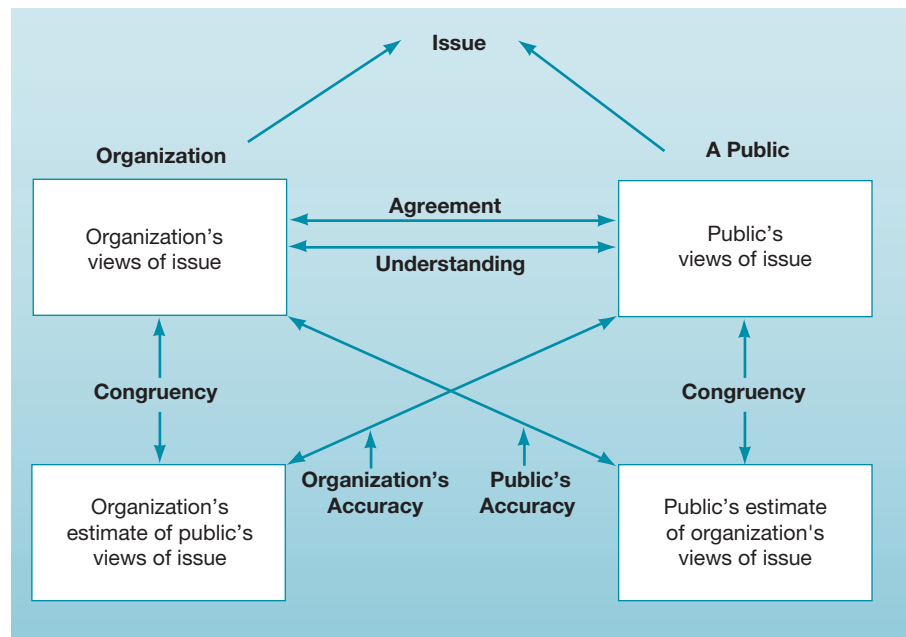 Issue
Organization
A Public
Organization’s
views of issue
Agreement
Understanding
Public’s
views of issue
Congruency
Congruency
Organization’s
estimate of public’s
views of issue
Organization’s
Accuracy
Public’s
Accuracy
Public’s estimate
of organization's
views of issue